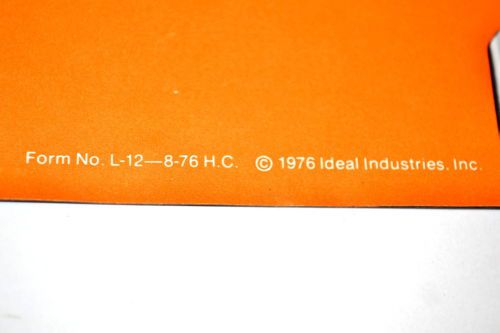 Form No. L-12—8-76 H.C. © 1976 Ideal Industries, Inc.